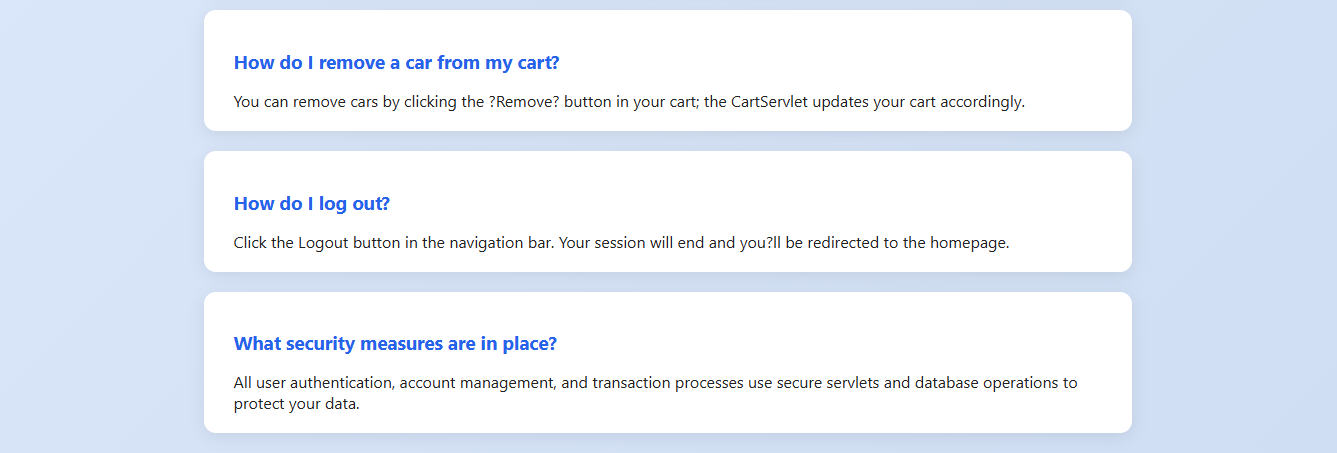 How do I remove a car from my cart?
You can remove cars by clicking the ?Remove? button in your cart; the CartServlet updates your cart accordingly.
How do I log out?
Click the Logout button in the navigation bar. Your session will end and you?ll be redirected to the homepage.
What security measures are in place?
All user authentication, account management, and transaction processes use secure servlets and database operations to
protect your data.